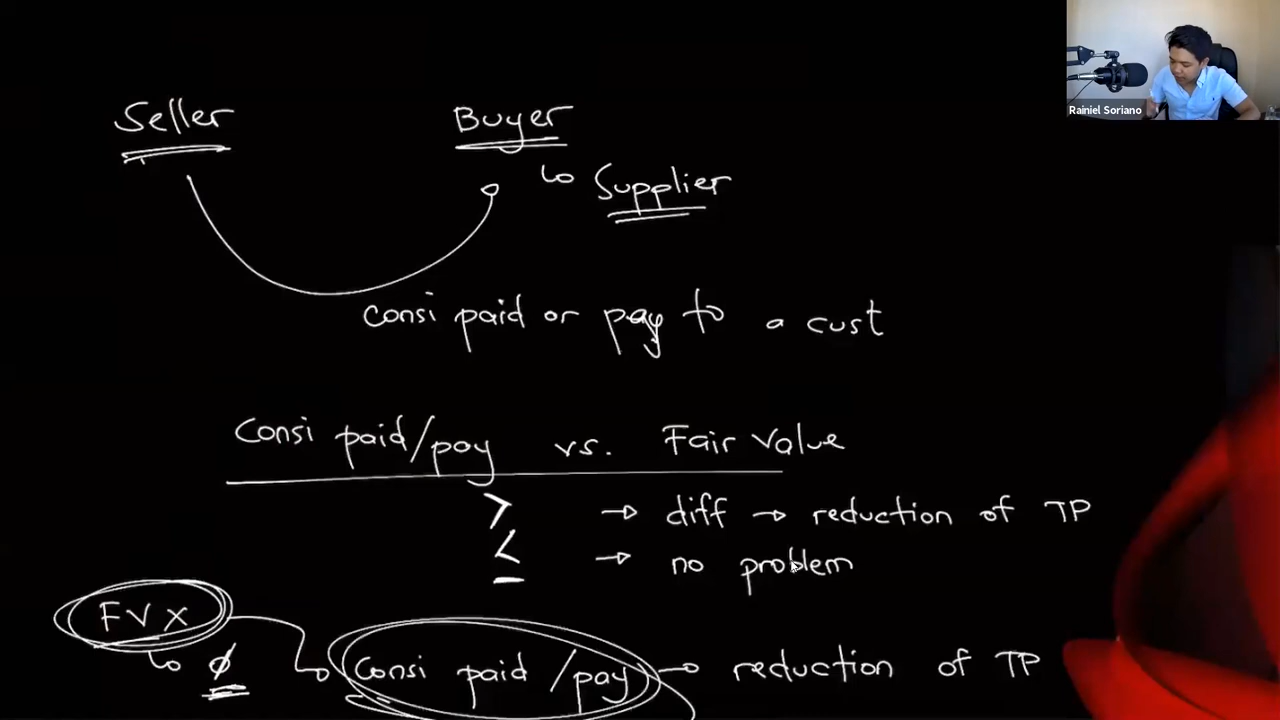 Rainiel Soriano
Seller Buyer
↳ Supplier
consi paid or pay to a cust
Consi paid/pay vs. Fair Value
> → diff → reduction of TP
≤ → no problem
FV X
↳ ∅ Consi paid/pay → reduction of TP